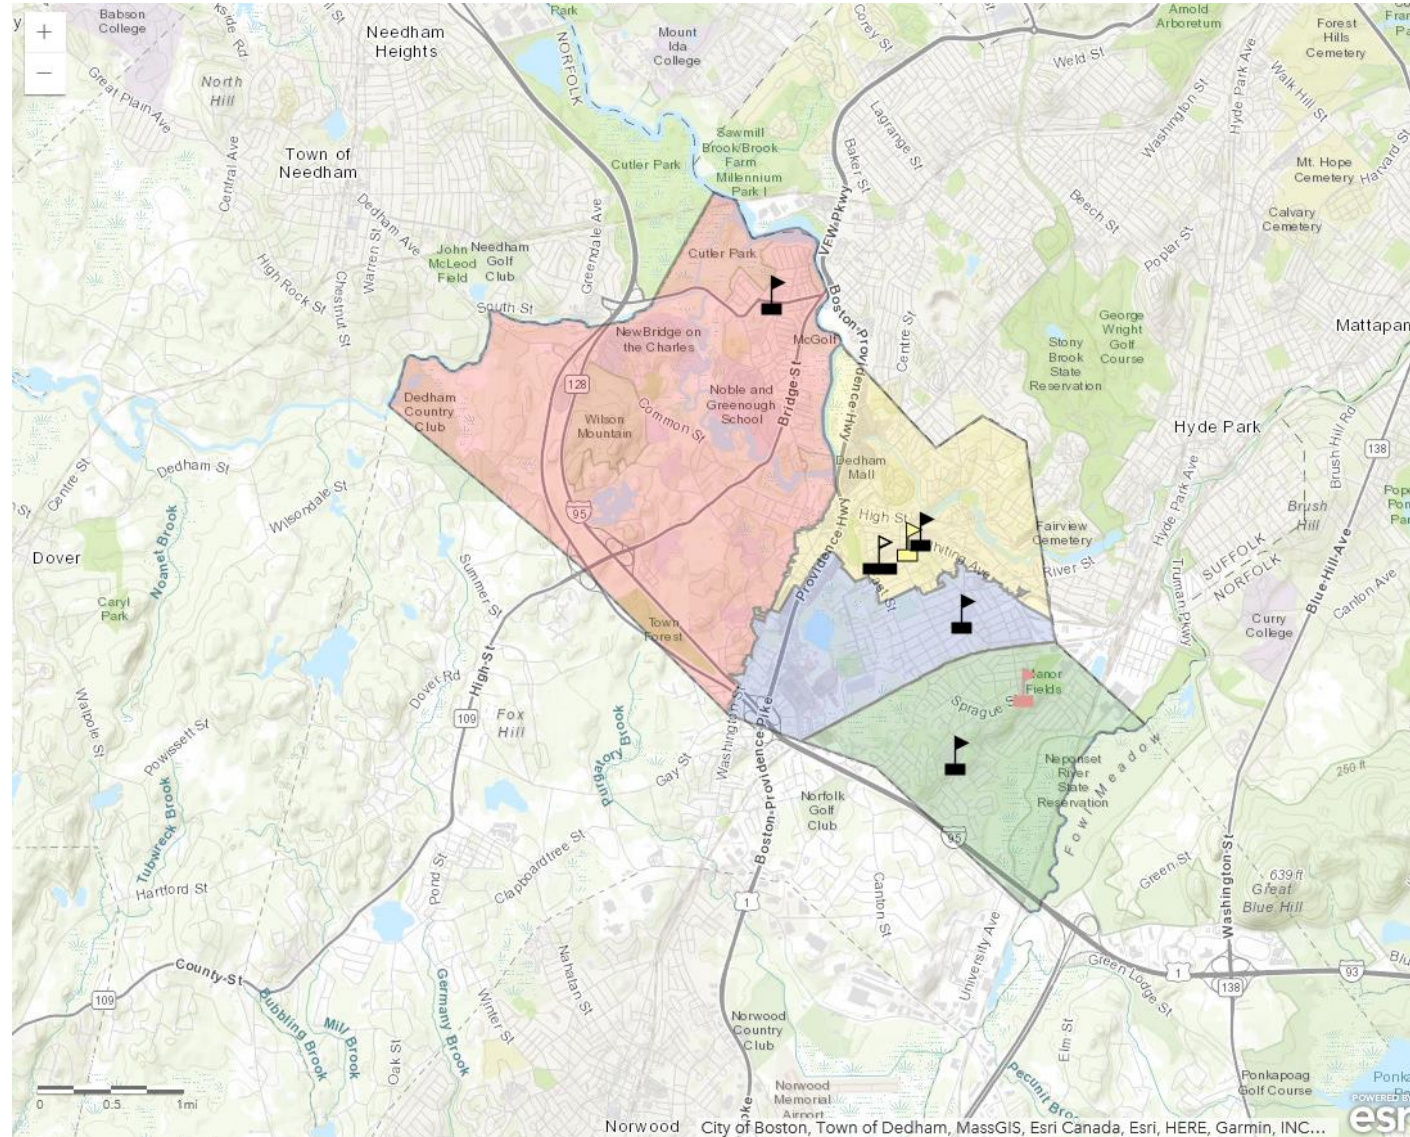 Babson
College
Needham
Heights
Park
Mount
Ida
College
Corey St
Arnold
Arboretum
Forest
Hills
Cemetery
Weld St
Walk Hill St
Hyde Park Ave
Washington St
Great Plain Ave
North
Hill
NORFOLK
Lagrange St
Baker St
Sawmill
Brook/Brook
Farm
Millennium
Park I
Cutler Park
Town of
Needham
Central Ave
Mt. Hope
Cemetery
Harvard St
Dedham Ave
Beech St
Calvary
Cemetery
Warren St
Greendale Ave
VFW Pkwy
Poplar St
John
McLeod
Field
Needham
Golf
Club
Cutler Park
High Rock St
Chestnut St
South St
Boston-Providence Hwy
Centre St
George
Wright
Golf
Course
Mattapan
NewBridge on
the Charles
McGolf
Stony
Brook
State
Reservation
128
Dedham
Country
Club
Noble and
Greenough
School
Bridge St
Common St
Wilson
Mountain
Hyde Park
Brush Hill Rd
138
Dedham St
Centre St
Dedham
Mall
Wilsondale St
Noanet Brook
95
Providence Hwy
High St
Fairview
Cemetery
Hyde Park Ave
Brush
Hill
Dover
River St
SUFFOLK
NORFOLK
Summer St
Truman Pkwy
Blue Hill Ave
Canton Ave
Caryl
Park
Providence
Town
Forest
Curry
College
High St
Dover Rd
Manor
Fields
Walpole St
109
Fox
Hill
Powissett St
Purgatory Brook
Gay St
Washington St
Boston-Providence Pike
Neponset
River
State
Reservation
Fowl Meadow
250 ft
Norfolk
Golf
Club
Tubwreck Brook
95
Clapboardtree St
Pond St
Hartford St
Green St
639 ft
Great
Blue Hill
Washington St
Canton St
1
University Ave
County St
Nahatan St
Germany Brook
Green Lodge St
1
93
138
109
Bubbling Brook
Mill Brook
Winter St
Oak St
Norwood
Country
Club
Elm St
Ponkapoag
Golf Course
0 0.5 1mi
Norwood
Memorial
Airport
Norwood
City of Boston, Town of Dedham, MassGIS, Esri Canada, Esri, HERE, Garmin, INC...
POWERED BY
esri